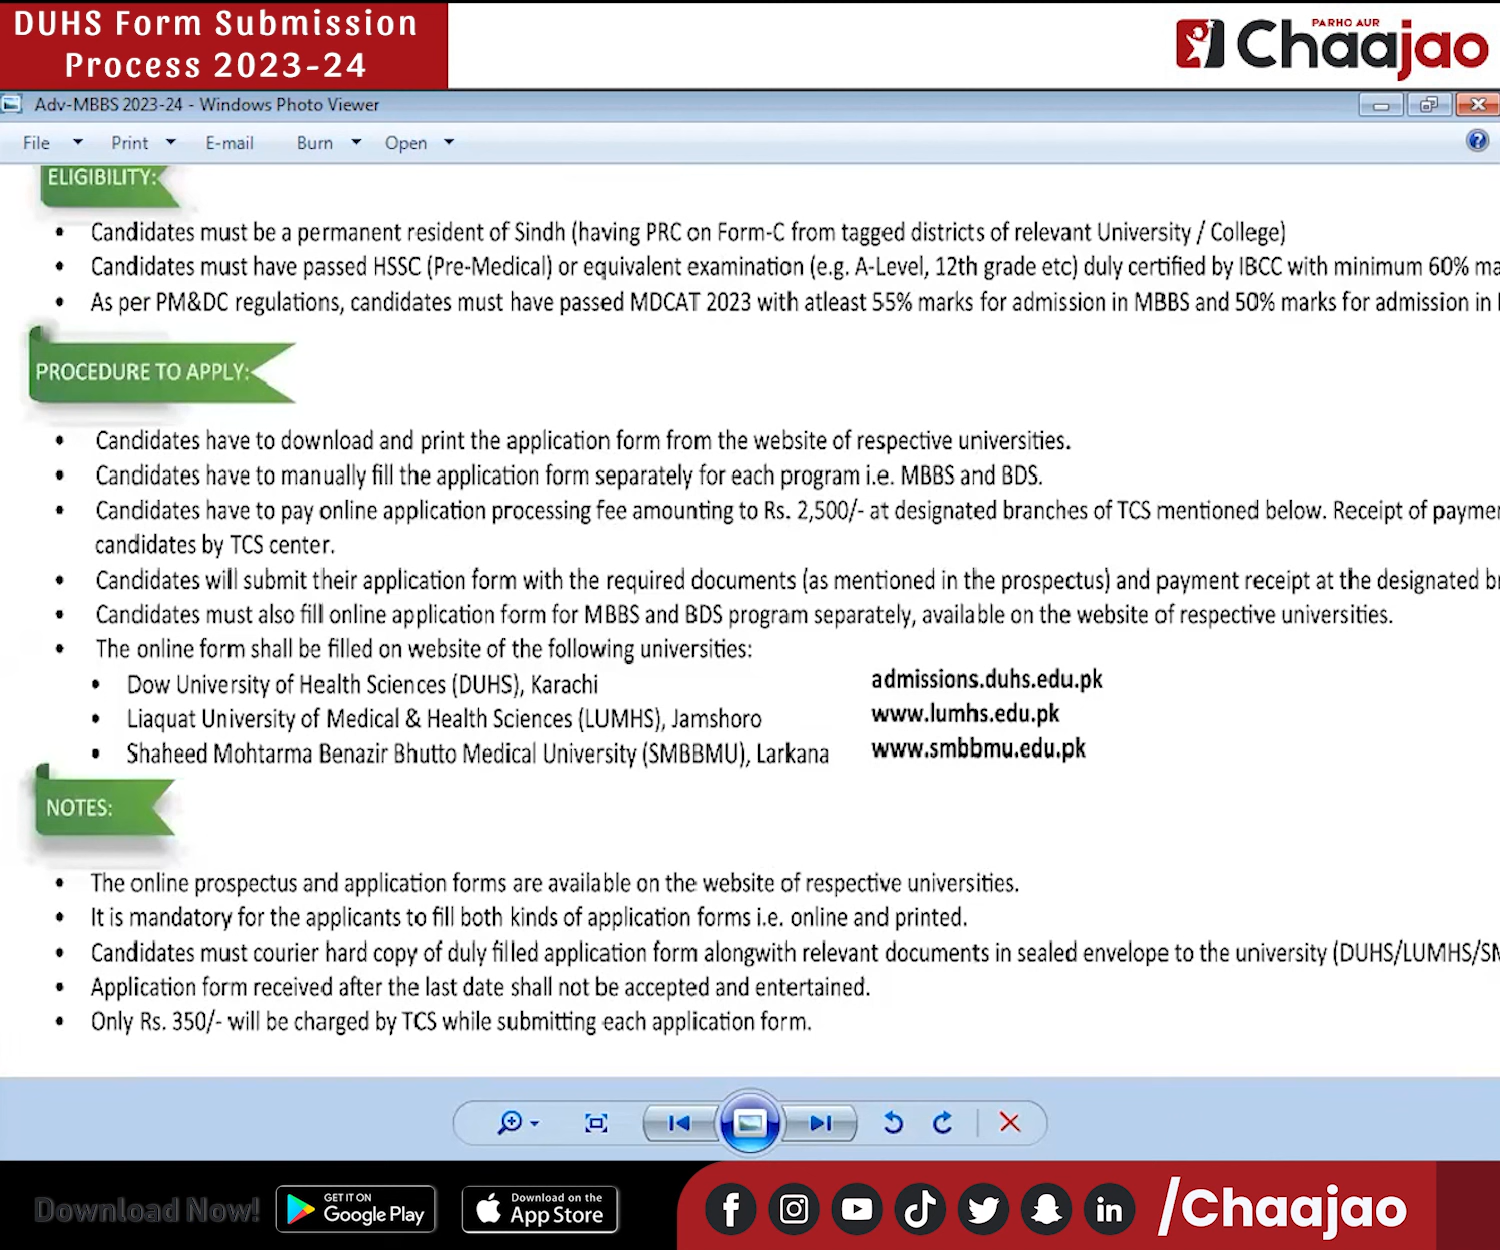 DUHS Form Submission
Process 2023-24
PARHO AUR
Chaajao
Adv-MBBS 2023-24 - Windows Photo Viewer
File Print E-mail Burn Open
ELIGIBILITY:
• Candidates must be a permanent resident of Sindh (having PRC on Form-C from tagged districts of relevant University / College)
• Candidates must have passed HSSC (Pre-Medical) or equivalent examination (e.g. A-Level, 12th grade etc) duly certified by IBCC with minimum 60% ma
• As per PM&DC regulations, candidates must have passed MDCAT 2023 with atleast 55% marks for admission in MBBS and 50% marks for admission in
PROCEDURE TO APPLY:
• Candidates have to download and print the application form from the website of respective universities.
• Candidates have to manually fill the application form separately for each program i.e. MBBS and BDS.
• Candidates have to pay online application processing fee amounting to Rs. 2,500/- at designated branches of TCS mentioned below. Receipt of paymer
candidates by TCS center.
• Candidates will submit their application form with the required documents (as mentioned in the prospectus) and payment receipt at the designated br
• Candidates must also fill online application form for MBBS and BDS program separately, available on the website of respective universities.
• The online form shall be filled on website of the following universities:
• Dow University of Health Sciences (DUHS), Karachi admissions.duhs.edu.pk
• Liaquat University of Medical & Health Sciences (LUMHS), Jamshoro www.lumhs.edu.pk
• Shaheed Mohtarma Benazir Bhutto Medical University (SMBBMU), Larkana www.smbbmu.edu.pk
NOTES:
• The online prospectus and application forms are available on the website of respective universities.
• It is mandatory for the applicants to fill both kinds of application forms i.e. online and printed.
• Candidates must courier hard copy of duly filled application form alongwith relevant documents in sealed envelope to the university (DUHS/LUMHS/SM
• Application form received after the last date shall not be accepted and entertained.
• Only Rs. 350/- will be charged by TCS while submitting each application form.
Download Now!
GET IT ON
Google Play
Download on the
App Store
/Chaajao